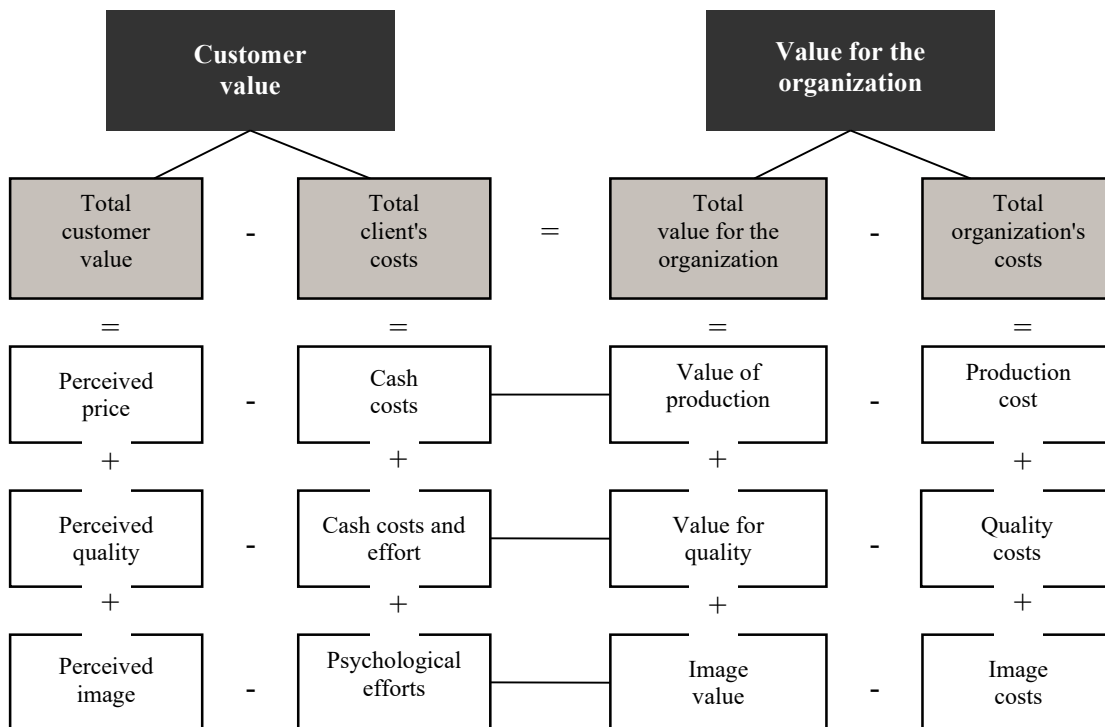 Customer
value
Value for the
organization
Total
customer
value
-
Total
client's
costs
=
Total
value for the
organization
-
Total
organization's
costs
=
=
=
=
Perceived
price
-
Cash
costs
Value of
production
-
Production
cost
+
+
+
+
Perceived
quality
-
Cash costs and
effort
Value for
quality
-
Quality
costs
+
+
+
+
Perceived
image
-
Psychological
efforts
Image
value
-
Image
costs